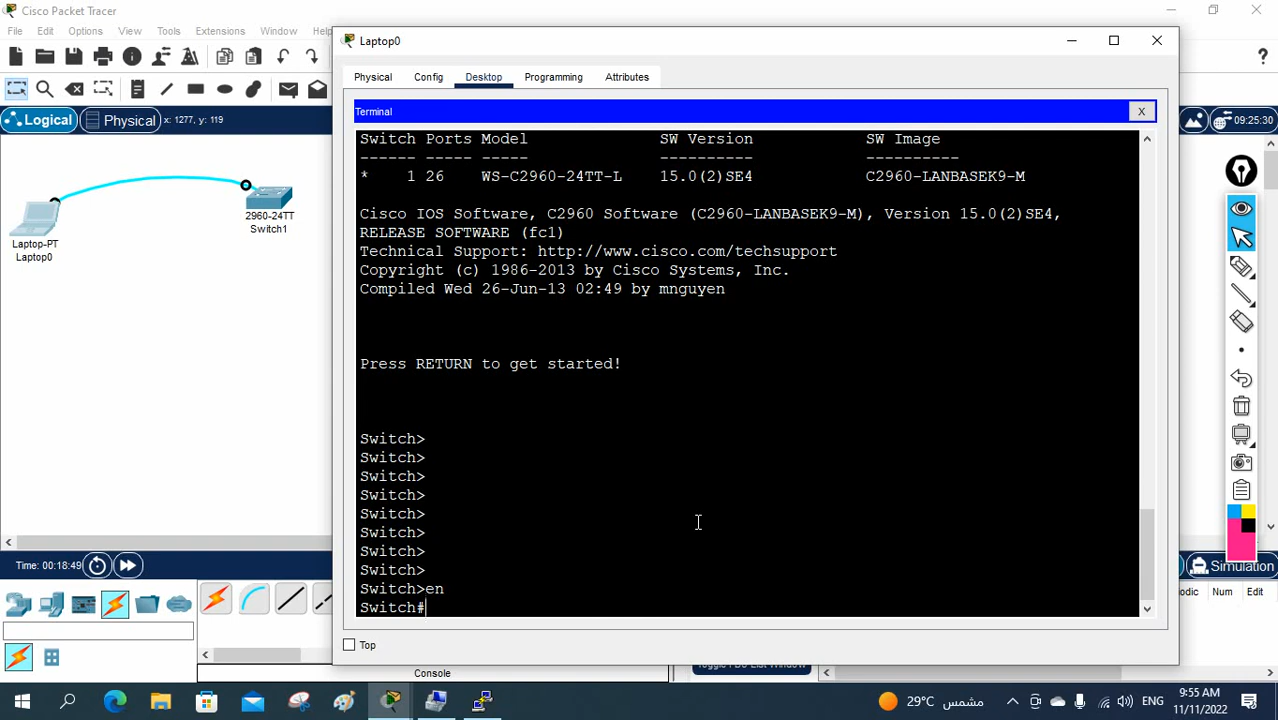 Cisco Packet Tracer
File Edit Options View Tools Extensions Window Help
Logical Physical x: 1277, y: 119
09:25:30
Laptop-PT
Laptop0
2960-24TT
Switch1
Laptop0
Physical Config Desktop Programming Attributes
Terminal X
Switch Ports Model SW Version SW Image
------ ----- ----- ---------- ----------
* 1 26 WS-C2960-24TT-L 15.0(2)SE4 C2960-LANBASEK9-M
Cisco IOS Software, C2960 Software (C2960-LANBASEK9-M), Version 15.0(2)SE4,
RELEASE SOFTWARE (fc1)
Technical Support: http://www.cisco.com/techsupport
Copyright (c) 1986-2013 by Cisco Systems, Inc.
Compiled Wed 26-Jun-13 02:49 by mnguyen
Press RETURN to get started!
Switch>
Switch>
Switch>
Switch>
Switch>
Switch>
Switch>
Switch>
Switch>en
Switch#
Top
Time: 00:18:49
Simulation
Num Edit
Console
Toggle PDU List Window
29°C مشمس
ENG
9:55 AM
11/11/2022